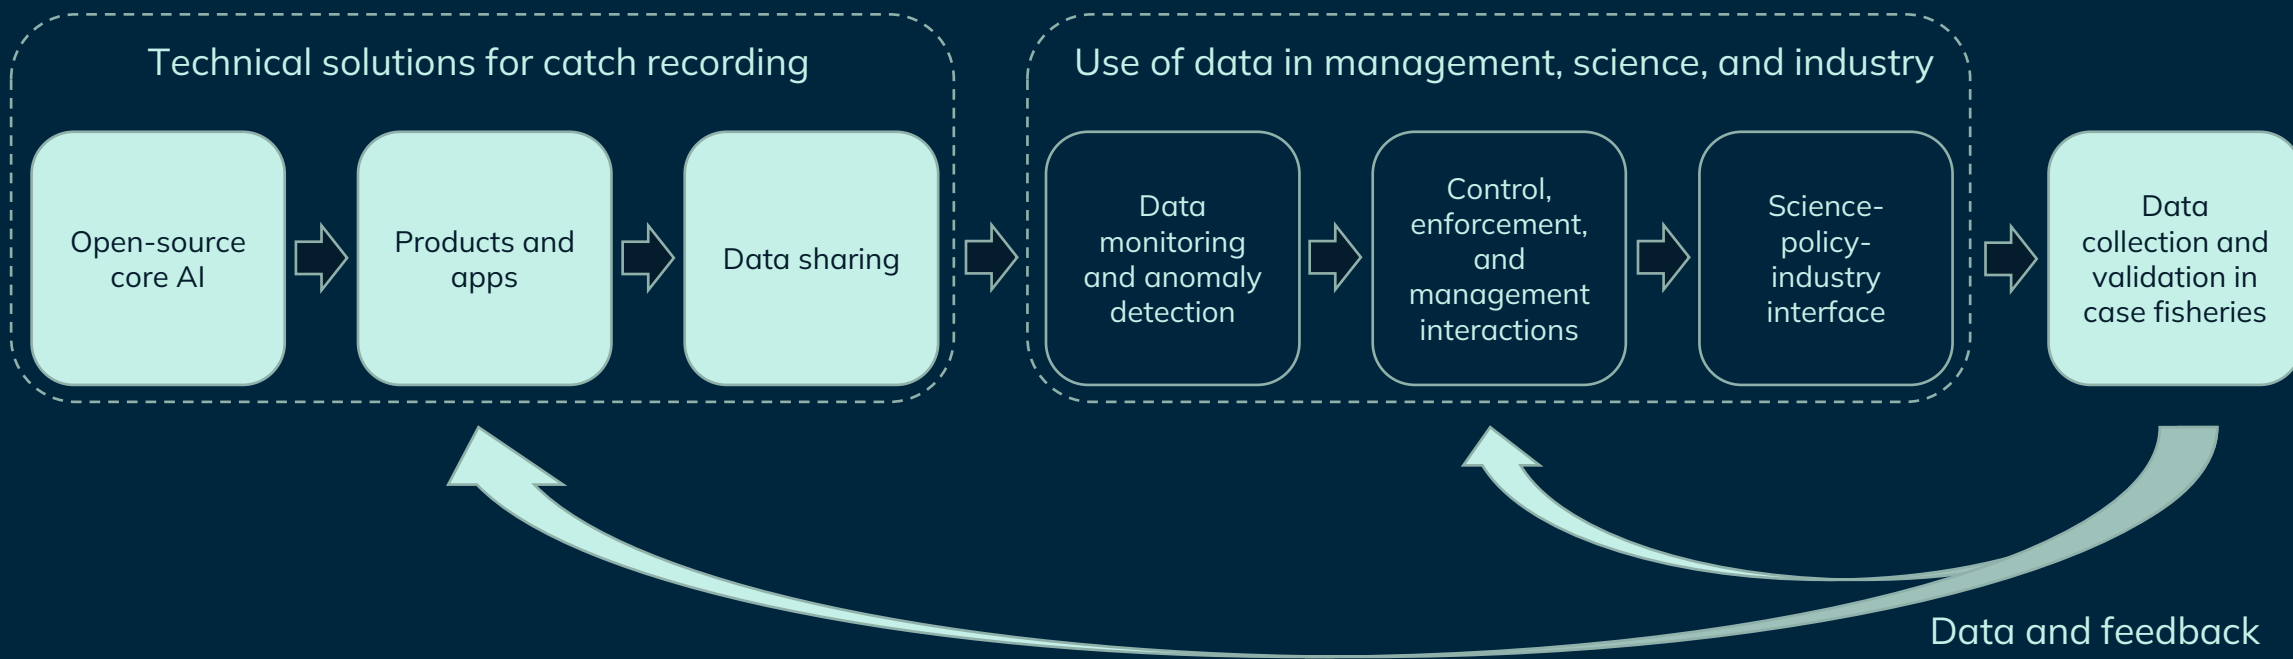 Technical solutions for catch recording
Use of data in management, science, and industry
Open-source
core AI
Products and
apps
Data sharing
Data
monitoring
and anomaly
detection
Control,
enforcement,
and
management
interactions
Science-
policy-
industry
interface
Data
collection and
validation in
case fisheries
Data and feedback